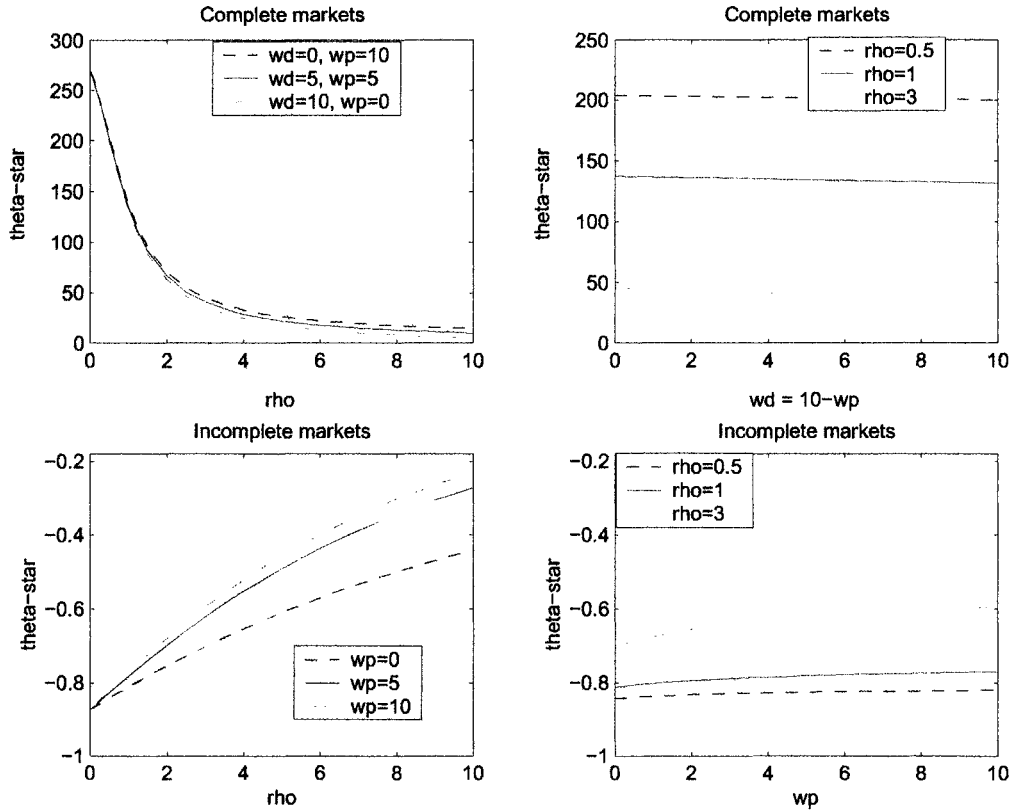 Complete markets
300
250
200
150
100
50
0
theta-star
wd=0, wp=10
wd=5, wp=5
wd=10, wp=0
0 2 4 6 8 10
rho
Complete markets
250
200
150
100
50
0
theta-star
rho=0.5
rho=1
rho=3
0 2 4 6 8 10
wd = 10-wp
Incomplete markets
-0.2
-0.4
-0.6
-0.8
-1
theta-star
wp=0
wp=5
wp=10
0 2 4 6 8 10
rho
Incomplete markets
-0.2
-0.4
-0.6
-0.8
-1
theta-star
rho=0.5
rho=1
rho=3
0 2 4 6 8 10
wp